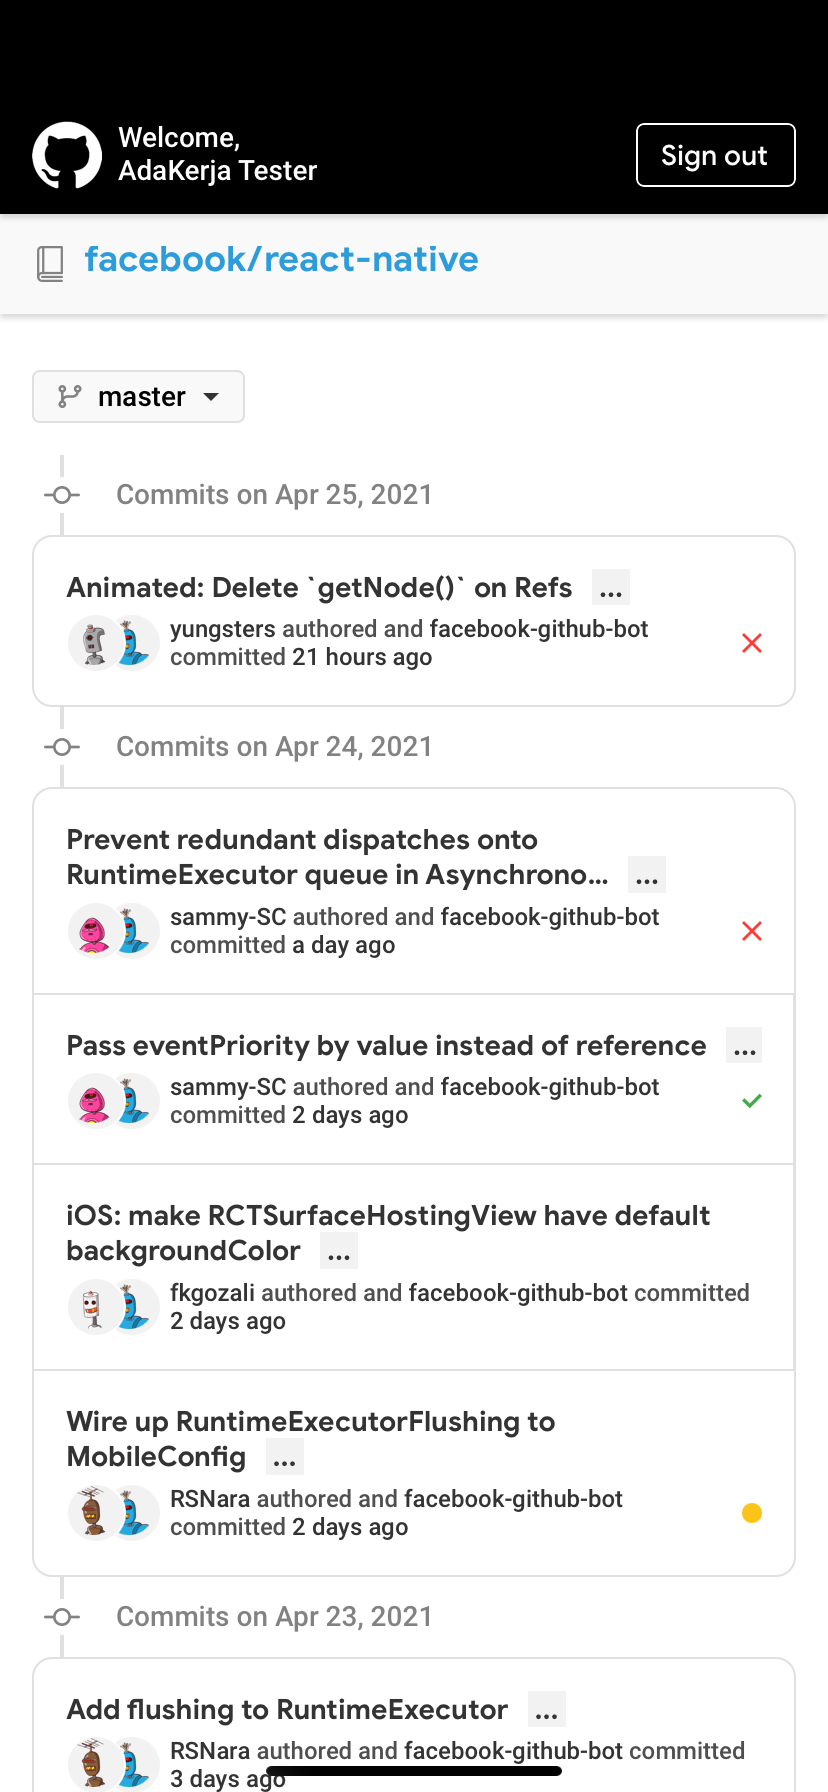 Welcome,
AdaKerja Tester
Sign out
facebook/react-native
master
Commits on Apr 25, 2021
Animated: Delete `getNode()` on Refs ...
yungsters authored and facebook-github-bot
committed 21 hours ago
Commits on Apr 24, 2021
Prevent redundant dispatches onto
RuntimeExecutor queue in Asynchrono... ...
sammy-SC authored and facebook-github-bot
committed a day ago
Pass eventPriority by value instead of reference ...
sammy-SC authored and facebook-github-bot
committed 2 days ago
iOS: make RCTSurfaceHostingView have default
backgroundColor ...
fkgozali authored and facebook-github-bot committed
2 days ago
Wire up RuntimeExecutorFlushing to
MobileConfig ...
RSNara authored and facebook-github-bot
committed 2 days ago
Commits on Apr 23, 2021
Add flushing to RuntimeExecutor ...
RSNara authored and facebook-github-bot committed
3 days ago